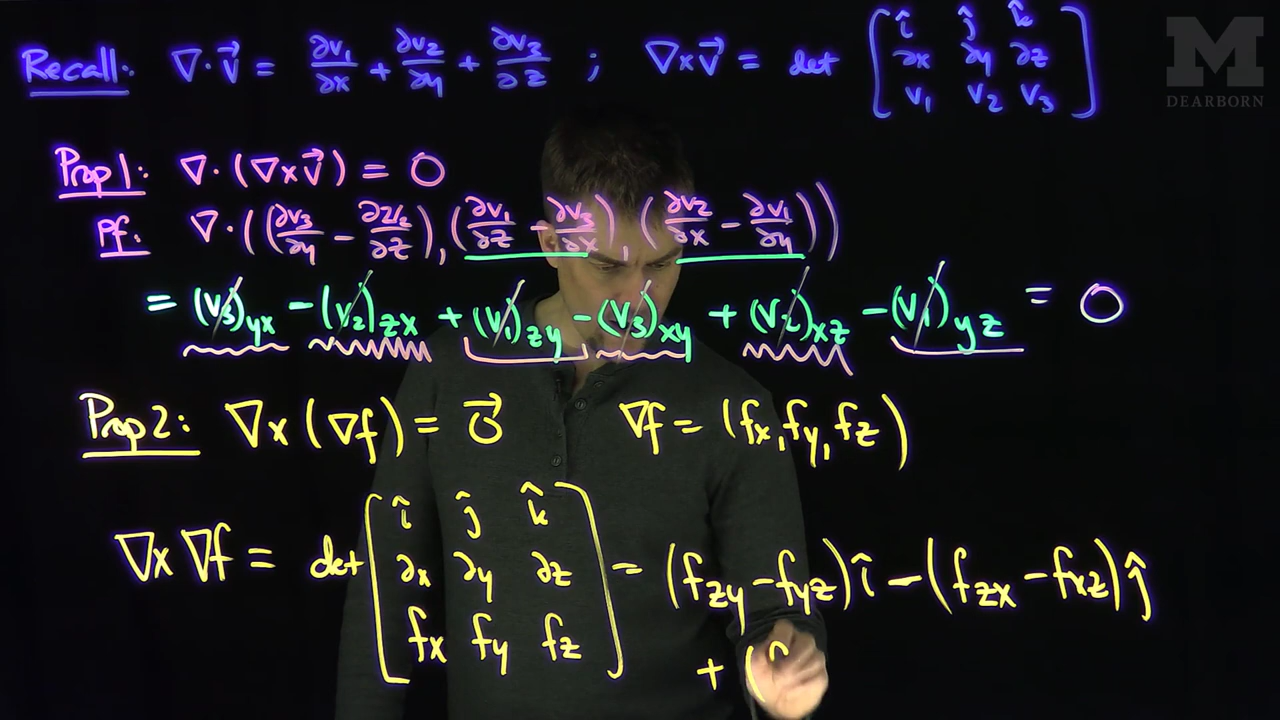 Recall: ∇·v⃗ = ∂v₁/∂x + ∂v₂/∂y + ∂v₃/∂z ; ∇×v⃗ = det [ î ĵ k̂
∂x ∂y ∂z
v₁ v₂ v₃ ]
M
DEARBORN
Prop 1: ∇·(∇×v⃗) = 0
Pf: ∇·((∂v₃/∂y − ∂v₂/∂z), (∂v₁/∂z − ∂v₃/∂x), (∂v₂/∂x − ∂v₁/∂y))
= (v₃)yx − (v₂)zx + (v₁)zy − (v₃)xy + (v₂)xz − (v₁)yz = 0
Prop 2: ∇×(∇f) = 0⃗ ∇f = (fx, fy, fz)
∇×∇f = det [ î ĵ k̂
∂x ∂y ∂z
fx fy fz ] = (fzy − fyz) î − (fzx − fxz) ĵ
+ (